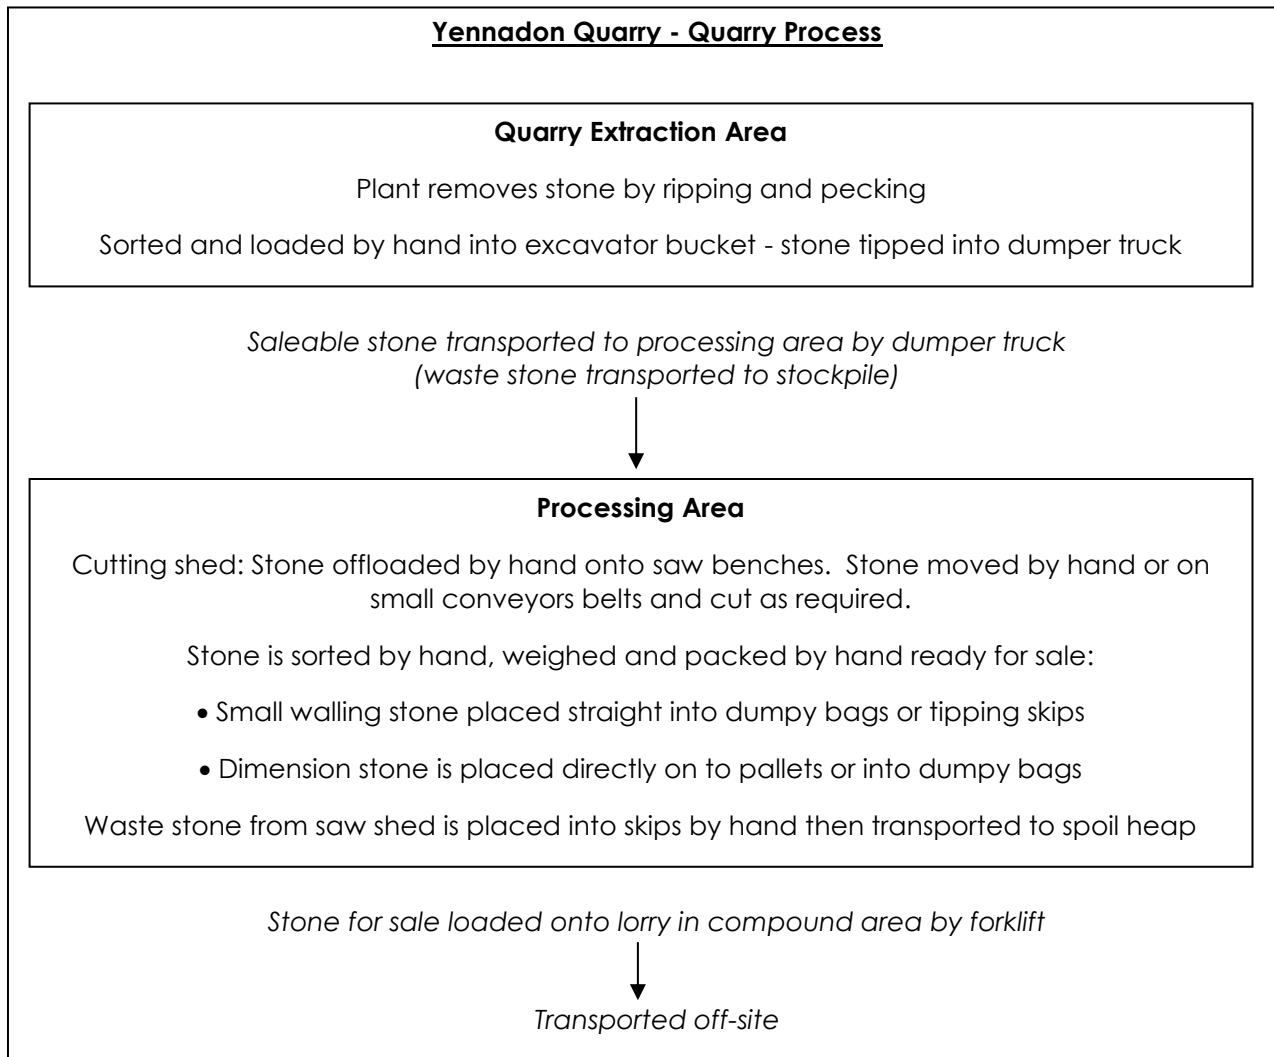 Yennadon Quarry - Quarry Process
Quarry Extraction Area
Plant removes stone by ripping and pecking
Sorted and loaded by hand into excavator bucket - stone tipped into dumper truck
Saleable stone transported to processing area by dumper truck
(waste stone transported to stockpile)
Processing Area
Cutting shed: Stone offloaded by hand onto saw benches.  Stone moved by hand or on
small conveyors belts and cut as required.
Stone is sorted by hand, weighed and packed by hand ready for sale:
• Small walling stone placed straight into dumpy bags or tipping skips
• Dimension stone is placed directly on to pallets or into dumpy bags
Waste stone from saw shed is placed into skips by hand then transported to spoil heap
Stone for sale loaded onto lorry in compound area by forklift
Transported off-site